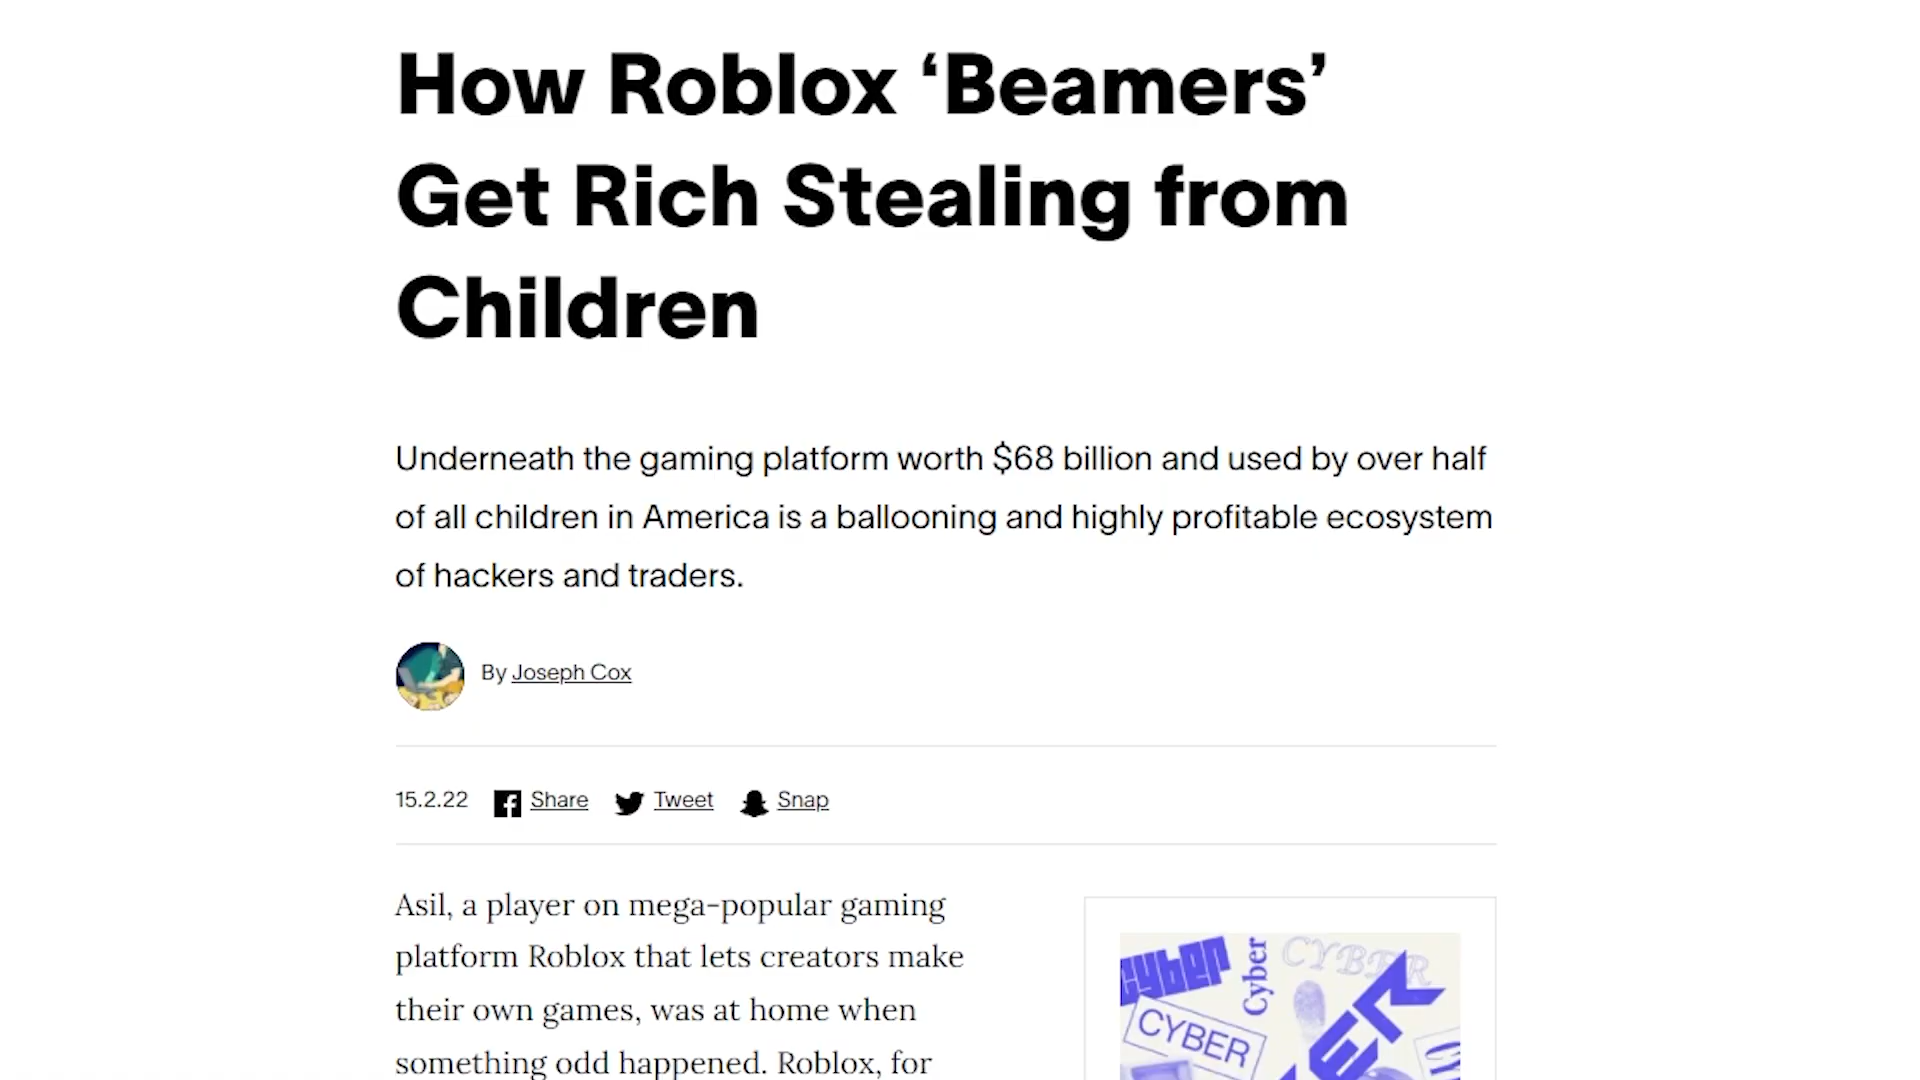 How Roblox ‘Beamers’
Get Rich Stealing from
Children
Underneath the gaming platform worth $68 billion and used by over half
of all children in America is a ballooning and highly profitable ecosystem
of hackers and traders.
By Joseph Cox
15.2.22 Share Tweet Snap
Asil, a player on mega-popular gaming
platform Roblox that lets creators make
their own games, was at home when
something odd happened. Roblox, for
cyber Cyber CYBER
CYBER